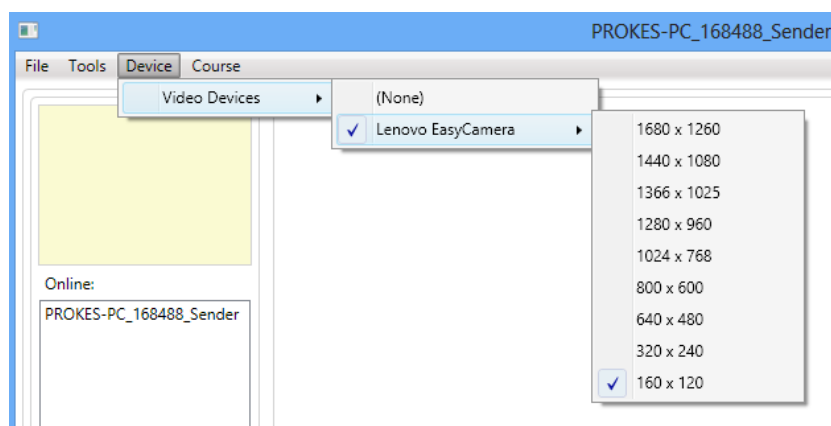 PROKES-PC_168488_Sender
File Tools Device Course
Video Devices
(None)
Lenovo EasyCamera
1680 x 1260
1440 x 1080
1366 x 1025
1280 x 960
1024 x 768
800 x 600
640 x 480
320 x 240
160 x 120
Online:
PROKES-PC_168488_Sender